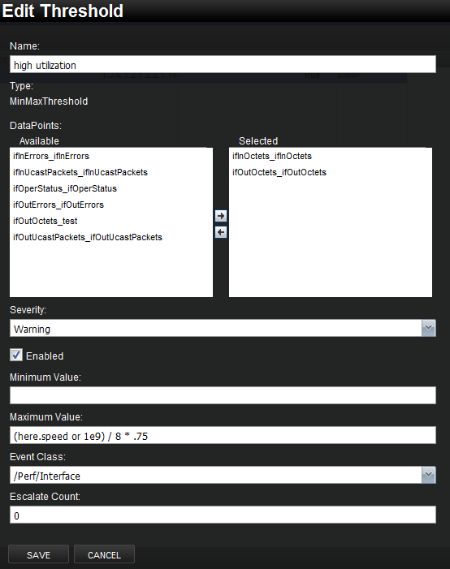 Edit Threshold
Name:
high utilization
Type:
MinMaxThreshold
DataPoints:
Available Selected
ifInErrors_ifInErrors ifInOctets_ifInOctets
ifInUcastPackets_ifInUcastPackets ifOutOctets_ifOutOctets
ifOperStatus_ifOperStatus
ifOutErrors_ifOutErrors
ifOutOctets_test
ifOutUcastPackets_ifOutUcastPackets
Severity:
Warning
Enabled
Minimum Value:
Maximum Value:
(here.speed or 1e9) / 8 * .75
Event Class:
/Perf/Interface
Escalate Count:
0
SAVE CANCEL